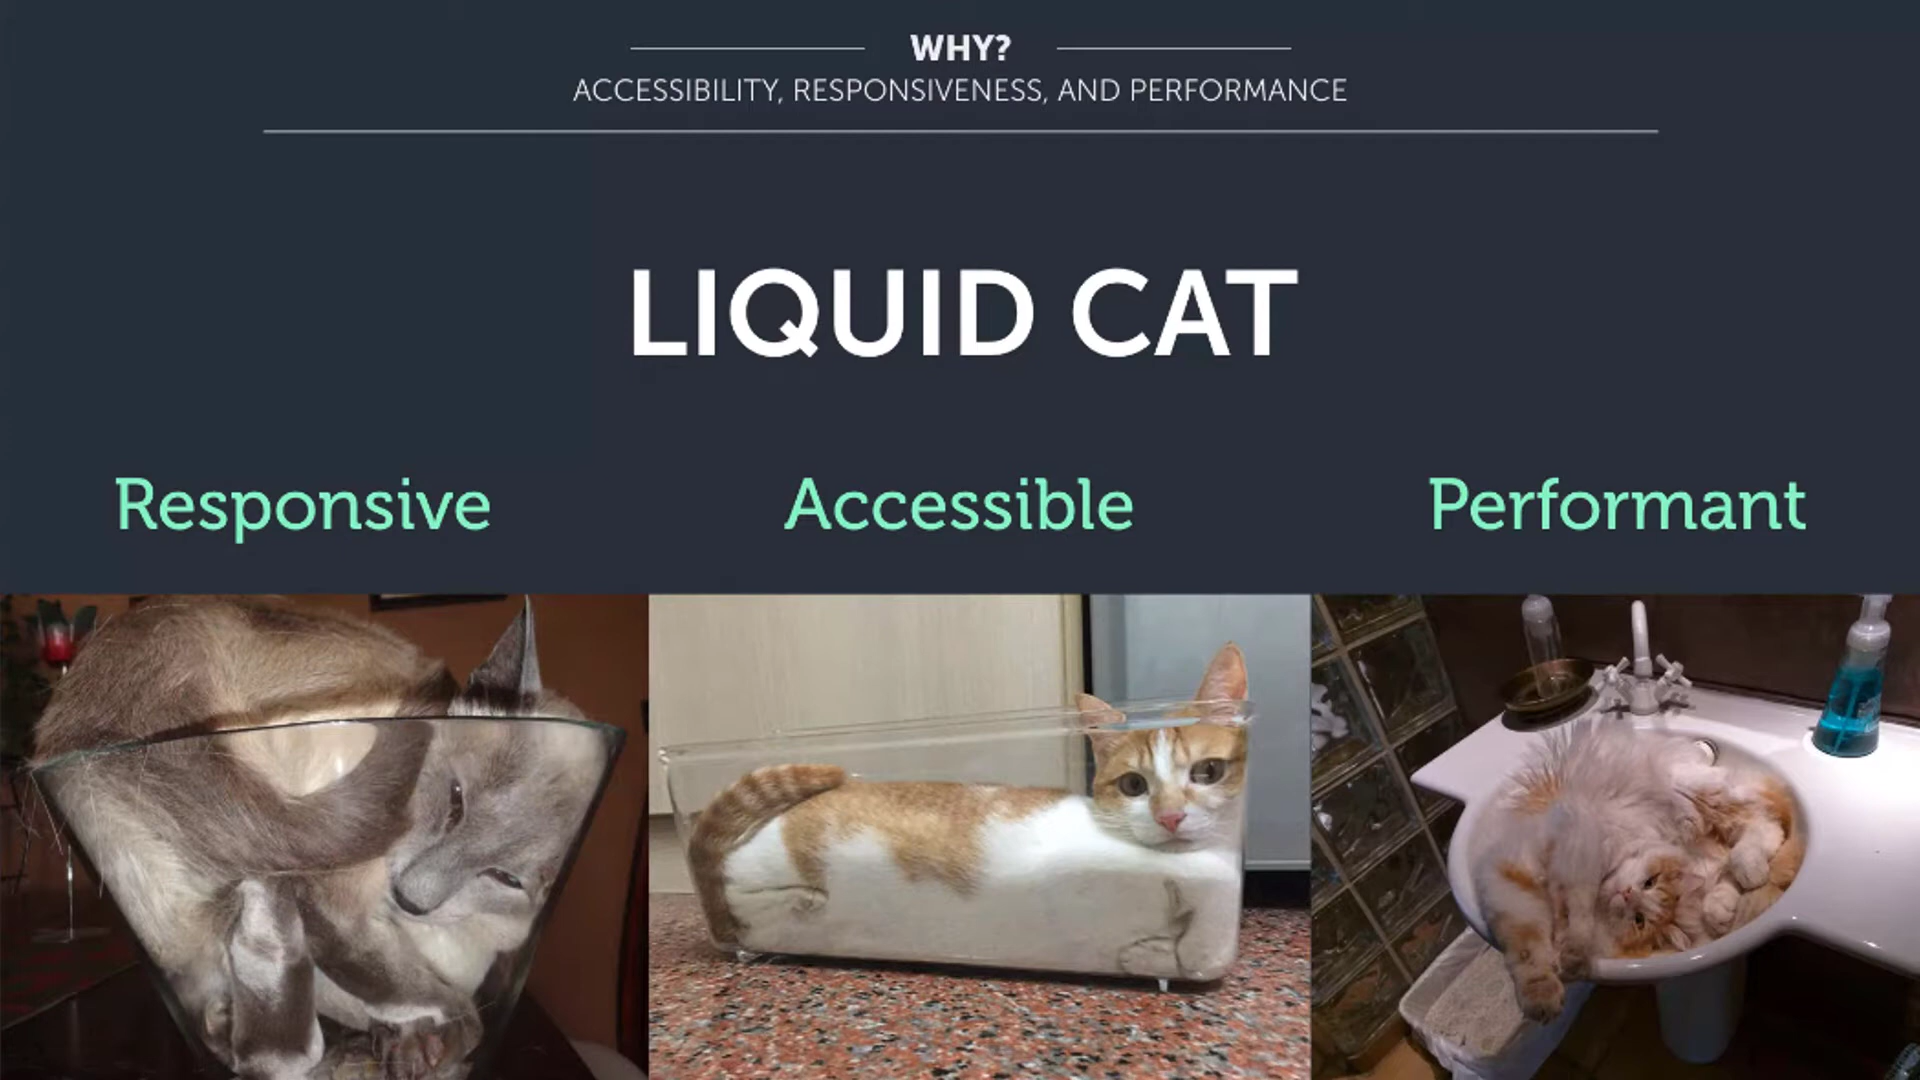 WHY?
ACCESSIBILITY, RESPONSIVENESS, AND PERFORMANCE
LIQUID CAT
Responsive
Accessible
Performant